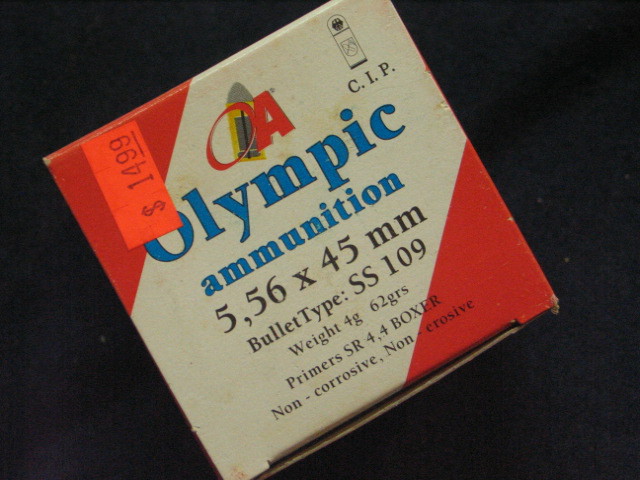 C. I. P.
OA
$ 1499
Olympic
ammunition
5,56 x 45 mm
BulletType: SS 109
Weight 4g 62grs
Primers SR 4,4 BOXER
Non - corrosive, Non - erosive